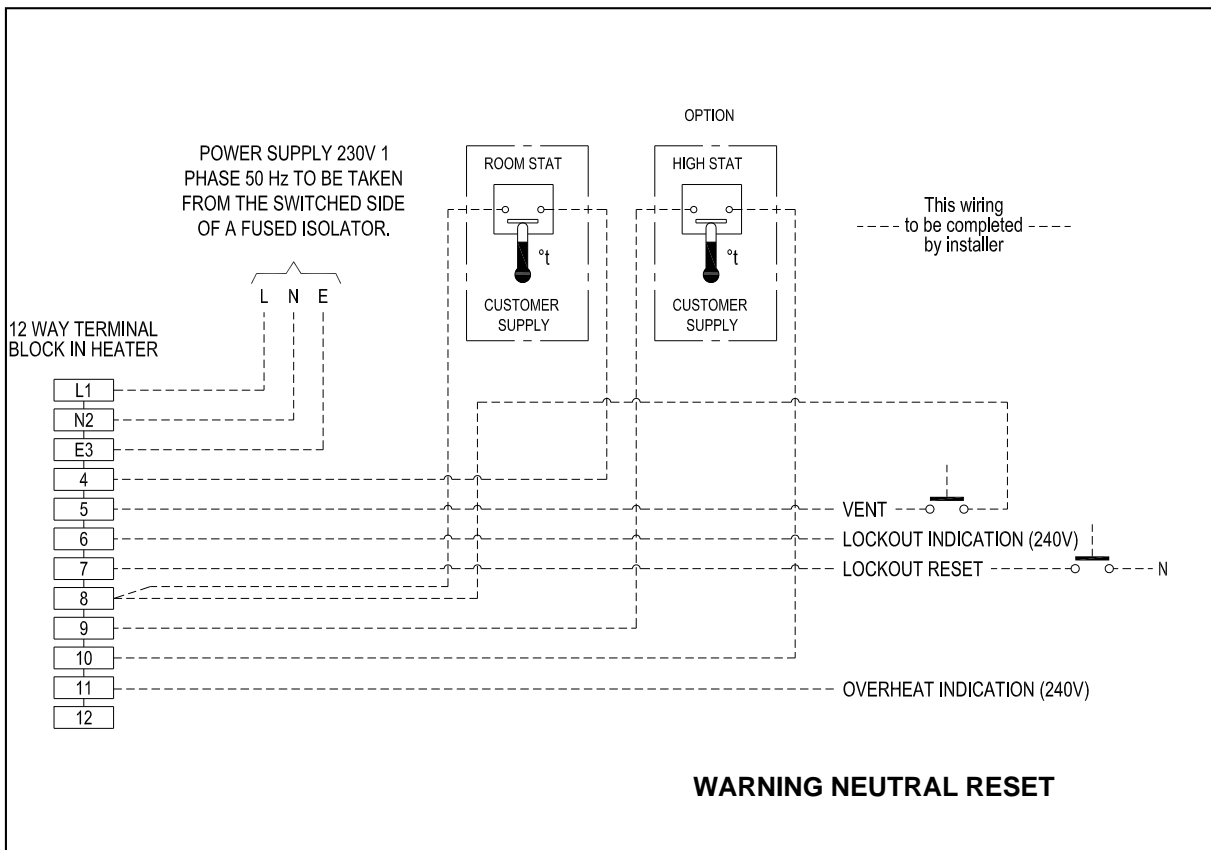 OPTION
POWER SUPPLY 230V 1
PHASE 50 Hz TO BE TAKEN
FROM THE SWITCHED SIDE
OF A FUSED ISOLATOR.
ROOM STAT
°t
CUSTOMER
SUPPLY
HIGH STAT
°t
CUSTOMER
SUPPLY
This wiring
to be completed
by installer
L N E
12 WAY TERMINAL
BLOCK IN HEATER
L1
N2
E3
4
5
VENT
6
LOCKOUT INDICATION (240V)
7
LOCKOUT RESET
N
8
9
10
11
OVERHEAT INDICATION (240V)
12
WARNING NEUTRAL RESET